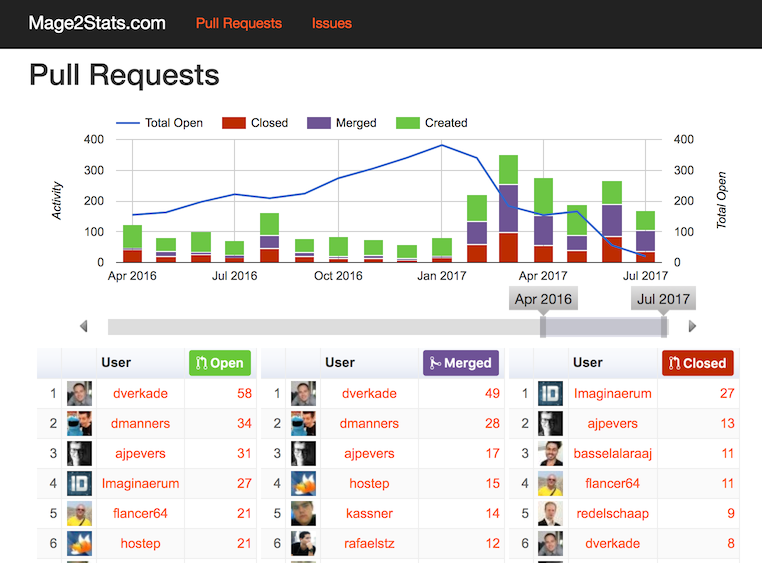 Mage2Stats.com Pull Requests Issues
Pull Requests
Total Open Closed Merged Created
400 400
300 300
200 200
100 100
0 0
Activity
Total Open
Apr 2016 Jul 2016 Oct 2016 Jan 2017 Apr 2017 Jul 2017
Apr 2016 Jul 2017
User Open User Merged User Closed
1 dverkade 58 1 dverkade 49 1 ID Imaginaerum 27
2 dmanners 34 2 dmanners 28 2 ajpevers 13
3 ajpevers 31 3 ajpevers 17 3 basselalaraaj 11
4 ID Imaginaerum 27 4 hostep 15 4 flancer64 11
5 flancer64 21 5 kassner 14 5 redelschaap 9
6 hostep 21 6 rafaelstz 12 6 dverkade 8